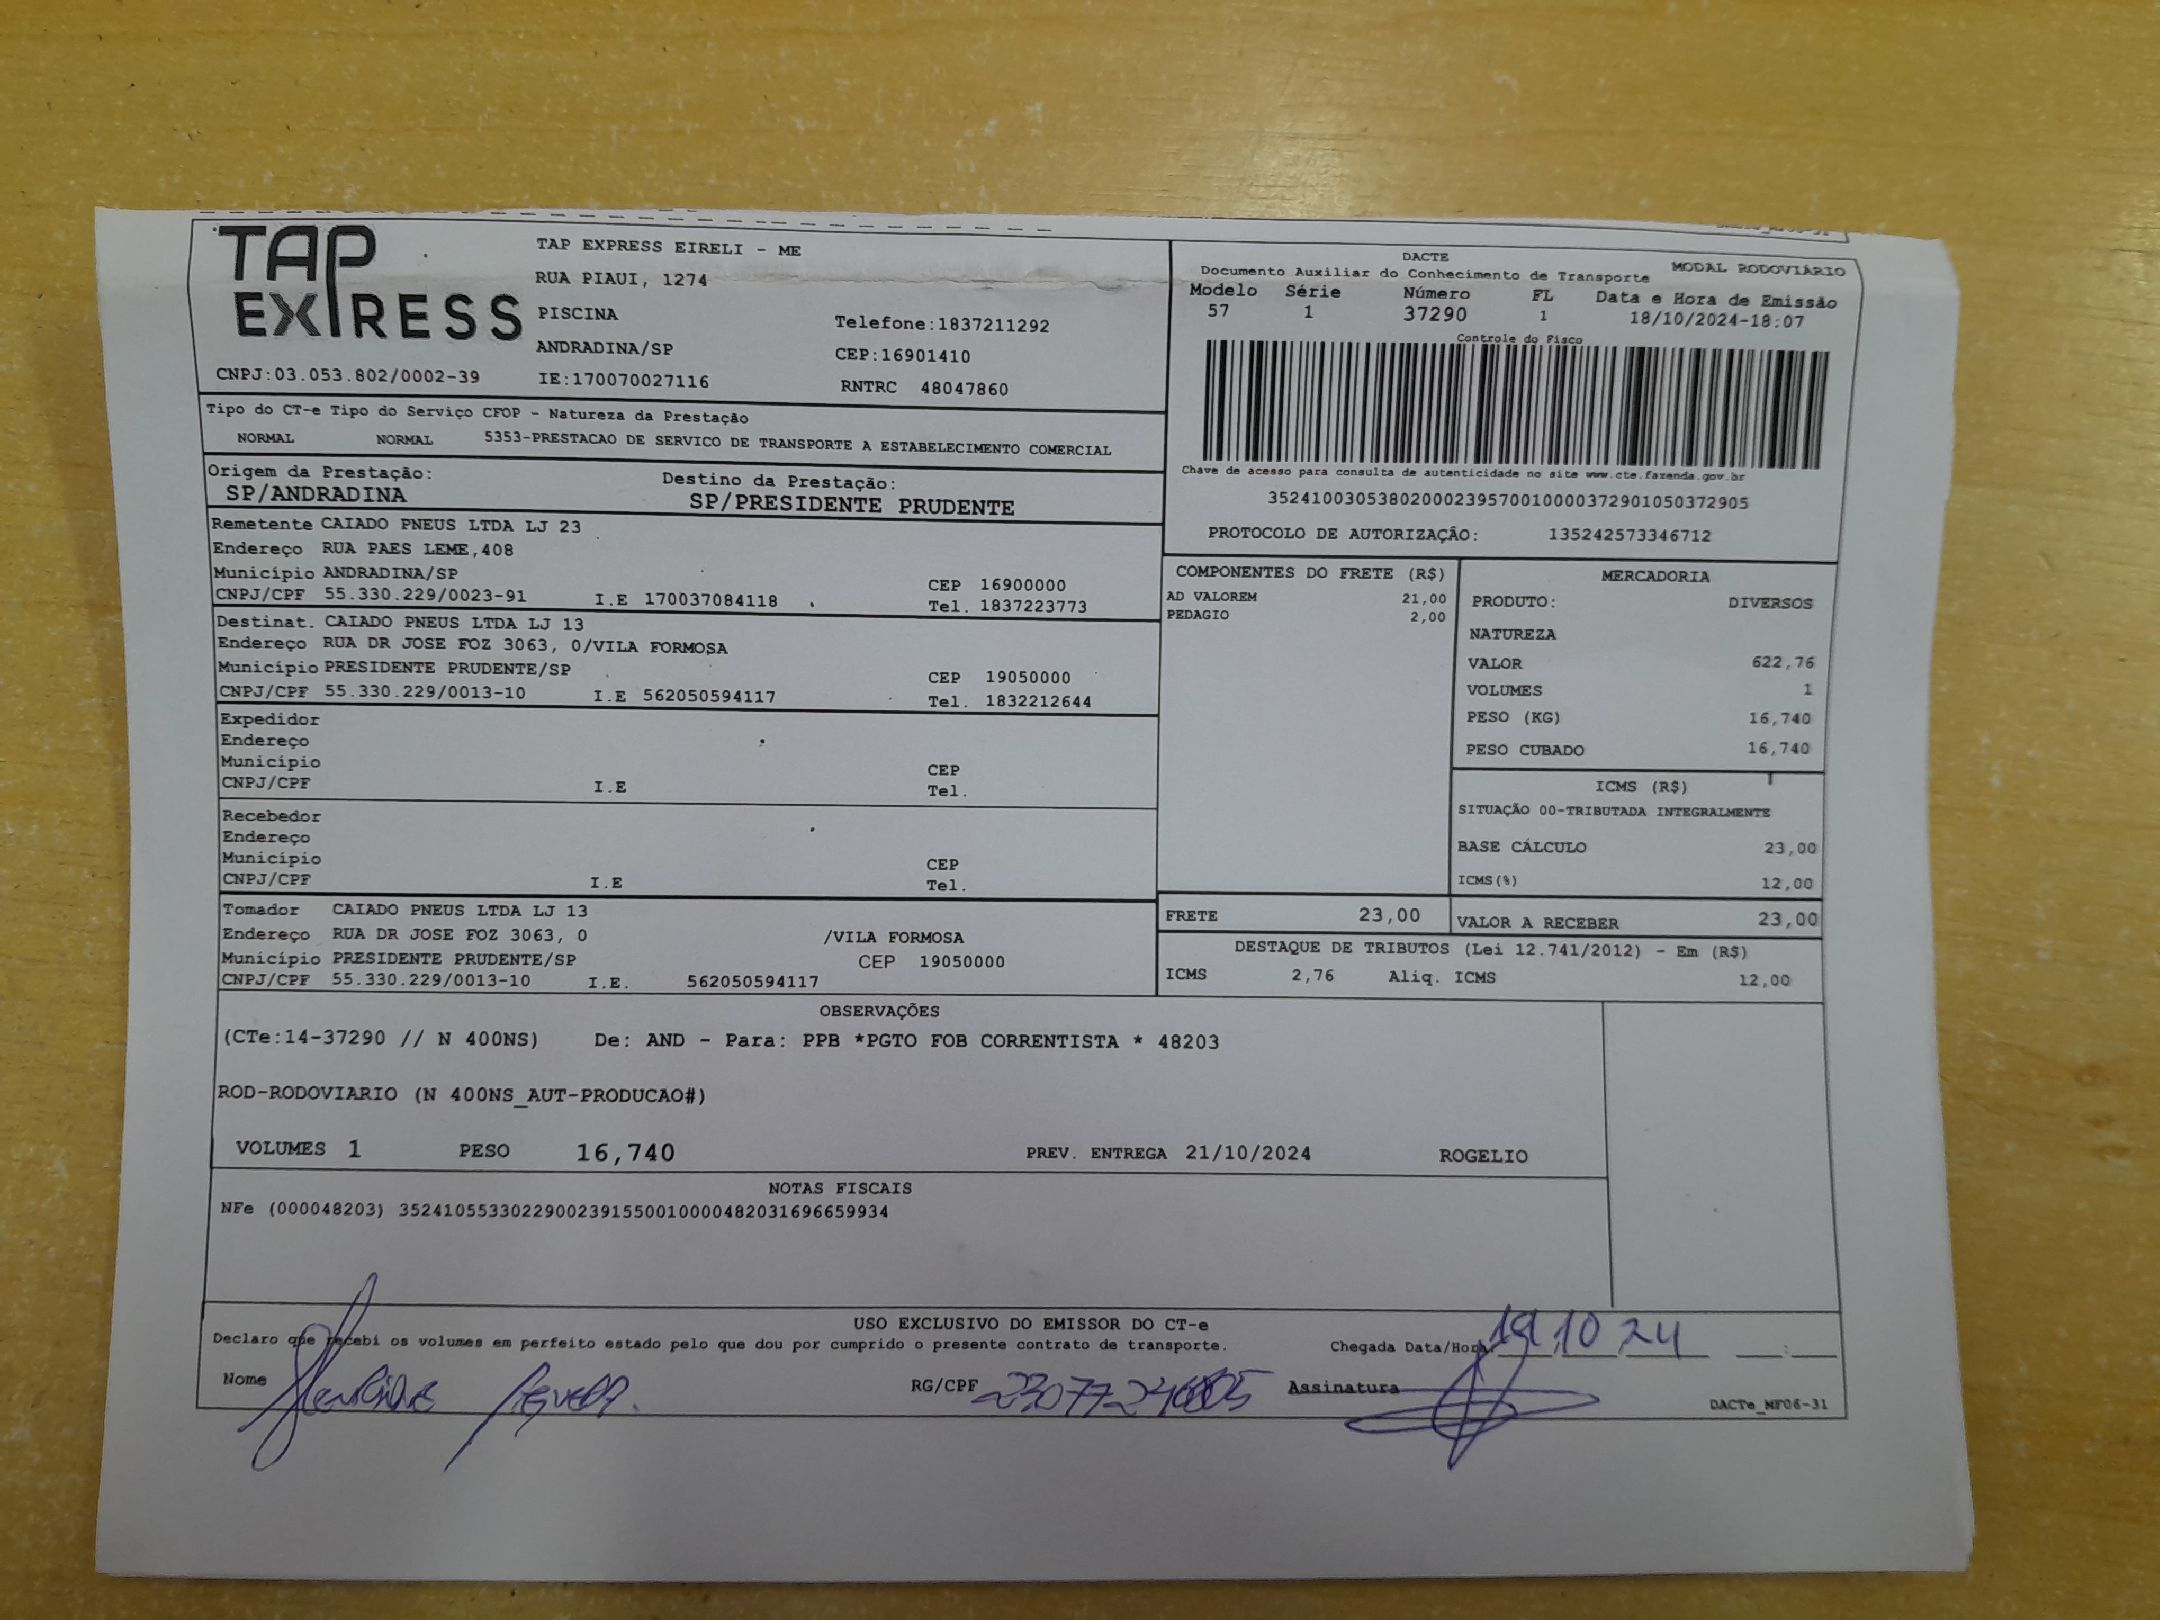 TAP EXPRESS
TAP EXPRESS EIRELI - ME
RUA PIAUI, 1274
PISCINA
Telefone:1837211292
ANDRADINA/SP
CEP:16901410
CNPJ:03.053.802/0002-39 IE:170070027116
RNTRC 48047860
DACTE
Documento Auxiliar do Conhecimento de Transporte MODAL RODOVIÁRIO
Modelo Série Número FL Data e Hora de Emissão
57 1 37290 1 18/10/2024-18:07
Controle do Fisco
Chave de acesso para consulta de autenticidade no site www.cte.fazenda.gov.br
35241003053802000239570010000372901050372905
PROTOCOLO DE AUTORIZAÇÃO: 135242573346712
Tipo do CT-e Tipo do Serviço CFOP - Natureza da Prestação
NORMAL NORMAL 5353-PRESTACAO DE SERVICO DE TRANSPORTE A ESTABELECIMENTO COMERCIAL
Origem da Prestação: Destino da Prestação:
SP/ANDRADINA SP/PRESIDENTE PRUDENTE
Remetente CAIADO PNEUS LTDA LJ 23
Endereço RUA PAES LEME,408
Município ANDRADINA/SP CEP 16900000
CNPJ/CPF 55.330.229/0023-91 I.E 170037084118 Tel. 1837223773
Destinat. CAIADO PNEUS LTDA LJ 13
Endereço RUA DR JOSE FOZ 3063, 0/VILA FORMOSA
Município PRESIDENTE PRUDENTE/SP CEP 19050000
CNPJ/CPF 55.330.229/0013-10 I.E 562050594117 Tel. 1832212644
Expedidor
Endereço
Município CEP
CNPJ/CPF I.E Tel.
Recebedor
Endereço
Município CEP
CNPJ/CPF I.E Tel.
Tomador CAIADO PNEUS LTDA LJ 13
Endereço RUA DR JOSE FOZ 3063, 0 /VILA FORMOSA
Município PRESIDENTE PRUDENTE/SP CEP 19050000
CNPJ/CPF 55.330.229/0013-10 I.E. 562050594117
COMPONENTES DO FRETE (R$)
AD VALOREM 21,00
PEDAGIO 2,00
MERCADORIA
PRODUTO: DIVERSOS
NATUREZA
VALOR 622,76
VOLUMES 1
PESO (KG) 16,740
PESO CUBADO 16,740
ICMS (R$)
SITUAÇÃO 00-TRIBUTADA INTEGRALMENTE
BASE CÁLCULO 23,00
ICMS(%) 12,00
FRETE 23,00 VALOR A RECEBER 23,00
DESTAQUE DE TRIBUTOS (Lei 12.741/2012) - Em (R$)
ICMS 2,76 Aliq. ICMS 12,00
OBSERVAÇÕES
(CTe:14-37290 // N 400NS) De: AND - Para: PPB *PGTO FOB CORRENTISTA * 48203
ROD-RODOVIARIO (N 400NS_AUT-PRODUCAO#)
VOLUMES 1 PESO 16,740 PREV. ENTREGA 21/10/2024 ROGELIO
NOTAS FISCAIS
NFe (000048203) 35241055330229002391550010000482031696659934
USO EXCLUSIVO DO EMISSOR DO CT-e
Declaro que recebi os volumes em perfeito estado pelo que dou por cumprido o presente contrato de transporte. Chegada Data/Hora 19 10 24
Nome RG/CPF Assinatura
DACTe_MF06-31